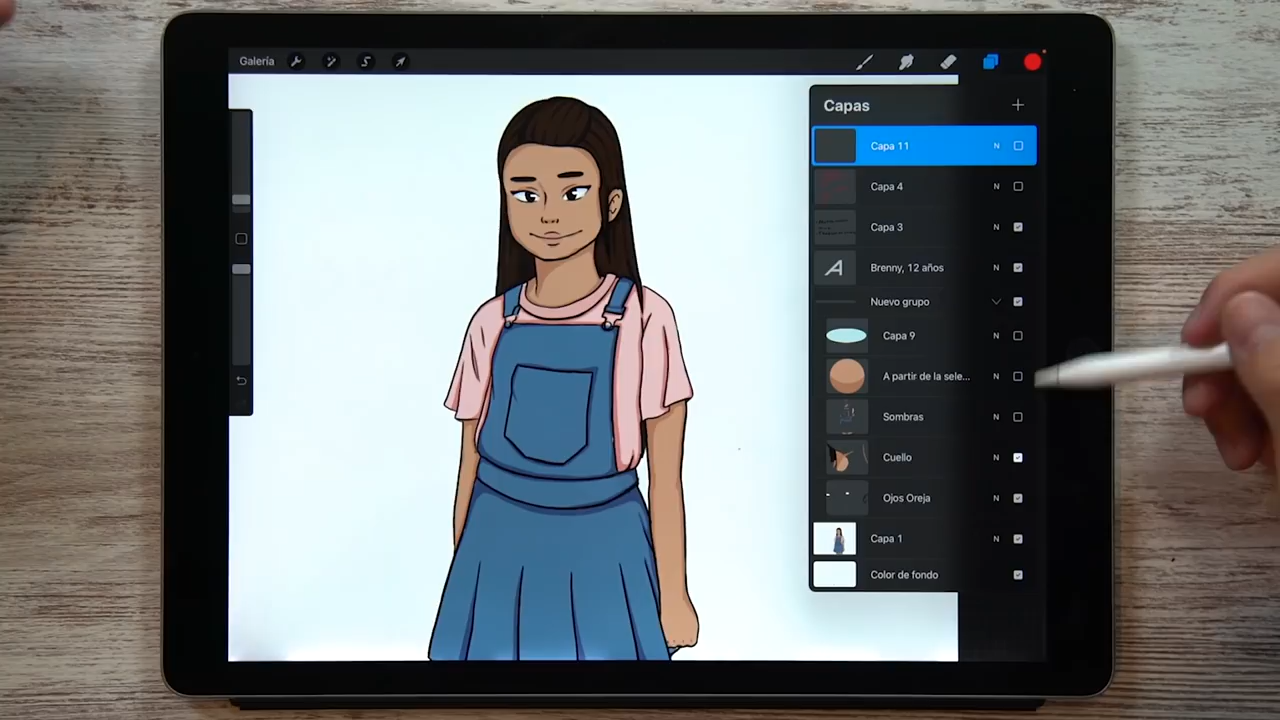 Galería
Capas
Capa 11 N
Capa 4 N
Capa 3 N
Brenny, 12 años N
Nuevo grupo
Capa 9 N
A partir de la sele... N
Sombras N
Cuello N
Ojos Oreja N
Capa 1 N
Color de fondo